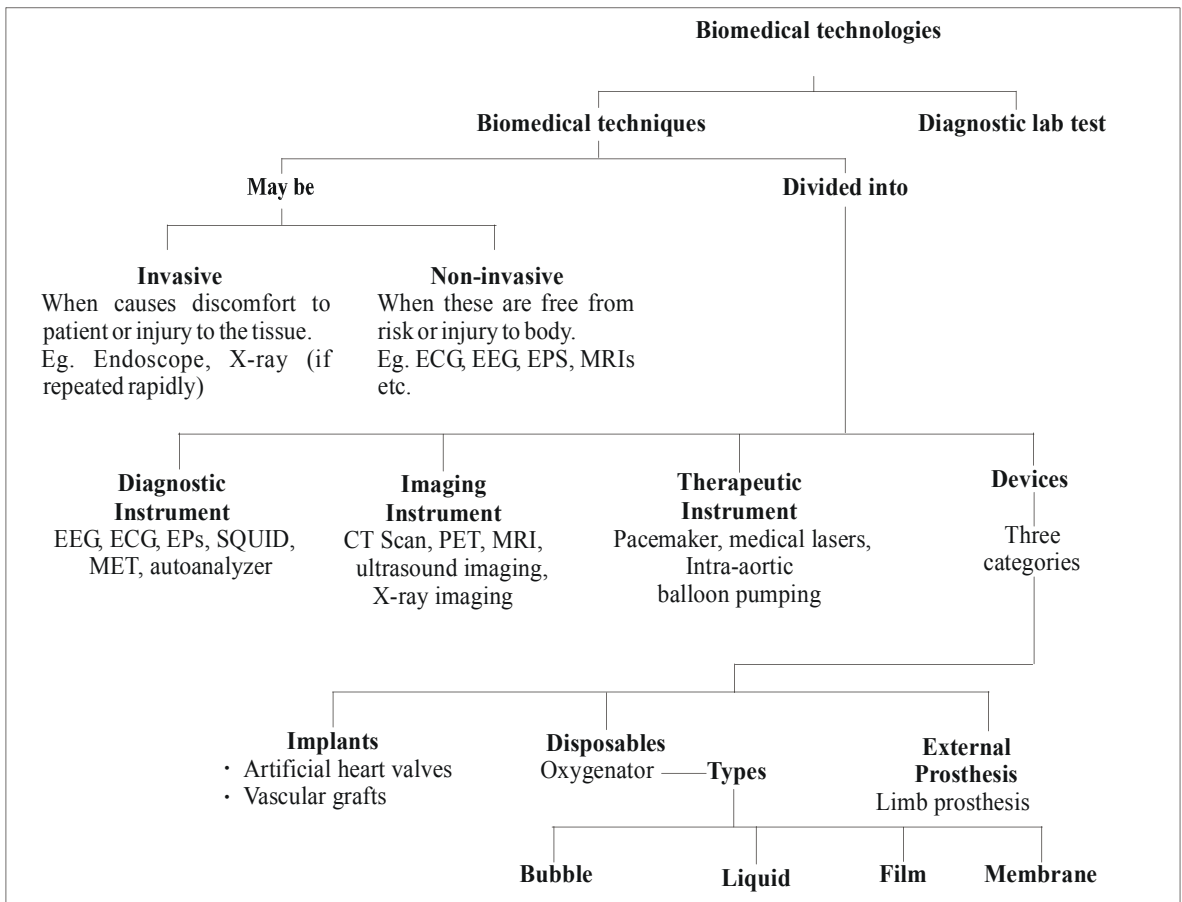 Biomedical technologies
Biomedical techniques
Diagnostic lab test
May be
Divided into
Invasive
When causes discomfort to
patient or injury to the tissue.
Eg. Endoscope, X-ray (if
repeated rapidly)
Non-invasive
When these are free from
risk or injury to body.
Eg. ECG, EEG, EPS, MRIs
etc.
Diagnostic
Instrument
EEG, ECG, EPs, SQUID,
MET, autoanalyzer
Imaging
Instrument
CT Scan, PET, MRI,
ultrasound imaging,
X-ray imaging
Therapeutic
Instrument
Pacemaker, medical lasers,
Intra-aortic
balloon pumping
Devices
Three
categories
Implants
· Artificial heart valves
· Vascular grafts
Disposables
Oxygenator Types
External
Prosthesis
Limb prosthesis
Bubble
Liquid
Film
Membrane